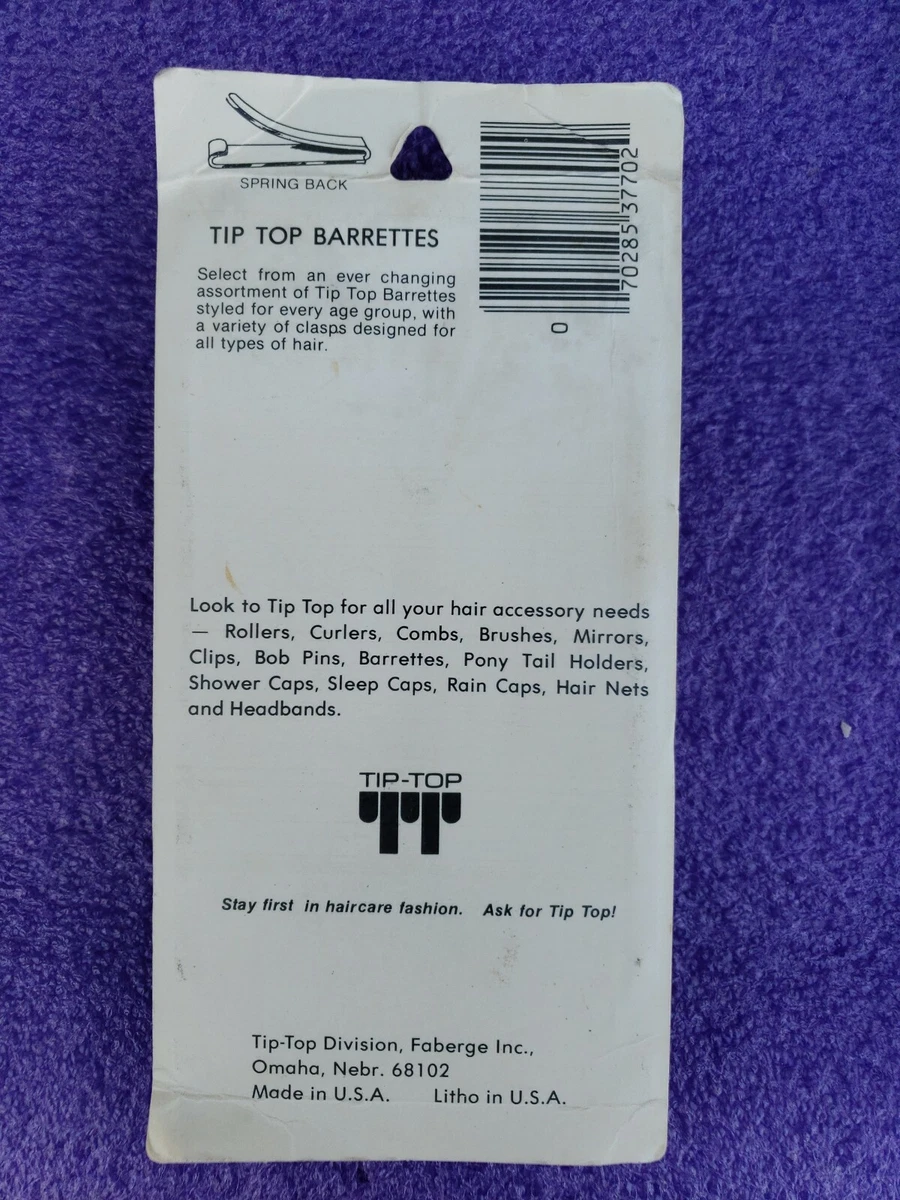 SPRING BACK
TIP TOP BARRETTES
Select from an ever changing
assortment of Tip Top Barrettes
styled for every age group, with
a variety of clasps designed for
all types of hair.
0
70285 37702
Look to Tip Top for all your hair accessory needs
— Rollers, Curlers, Combs, Brushes, Mirrors,
Clips, Bob Pins, Barrettes, Pony Tail Holders,
Shower Caps, Sleep Caps, Rain Caps, Hair Nets
and Headbands.
TIP-TOP
Stay first in haircare fashion. Ask for Tip Top!
Tip-Top Division, Faberge Inc.,
Omaha, Nebr. 68102
Made in U.S.A. Litho in U.S.A.